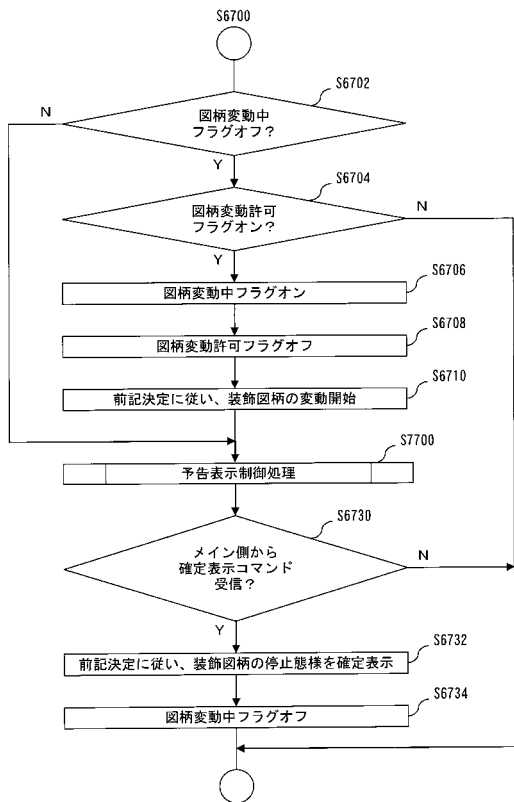 S6700
S6702
N
図柄変動中
フラグオフ?
Y
S6704
図柄変動許可
フラグオン?
N
Y
S6706
図柄変動中フラグオン
S6708
図柄変動許可フラグオフ
S6710
前記決定に従い、装飾図柄の変動開始
S7700
予告表示制御処理
S6730
メイン側から
確定表示コマンド
受信?
N
Y
S6732
前記決定に従い、装飾図柄の停止態様を確定表示
S6734
図柄変動中フラグオフ